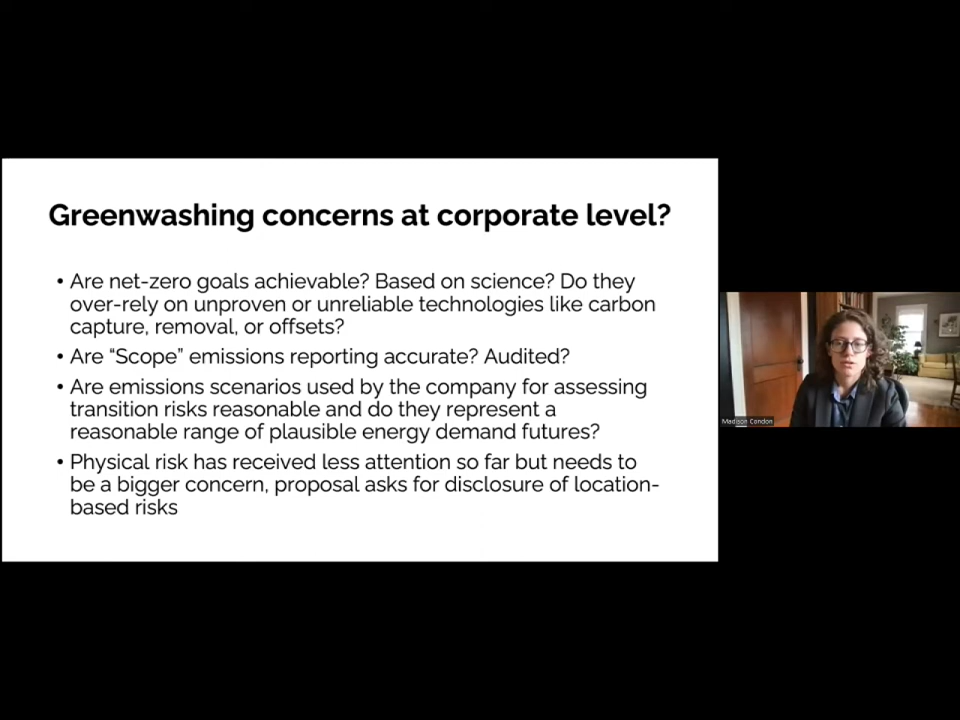 Greenwashing concerns at corporate level?
• Are net-zero goals achievable? Based on science? Do they
over-rely on unproven or unreliable technologies like carbon
capture, removal, or offsets?
• Are “Scope” emissions reporting accurate? Audited?
• Are emissions scenarios used by the company for assessing
transition risks reasonable and do they represent a
reasonable range of plausible energy demand futures?
• Physical risk has received less attention so far but needs to
be a bigger concern, proposal asks for disclosure of location-
based risks
Madison Condon